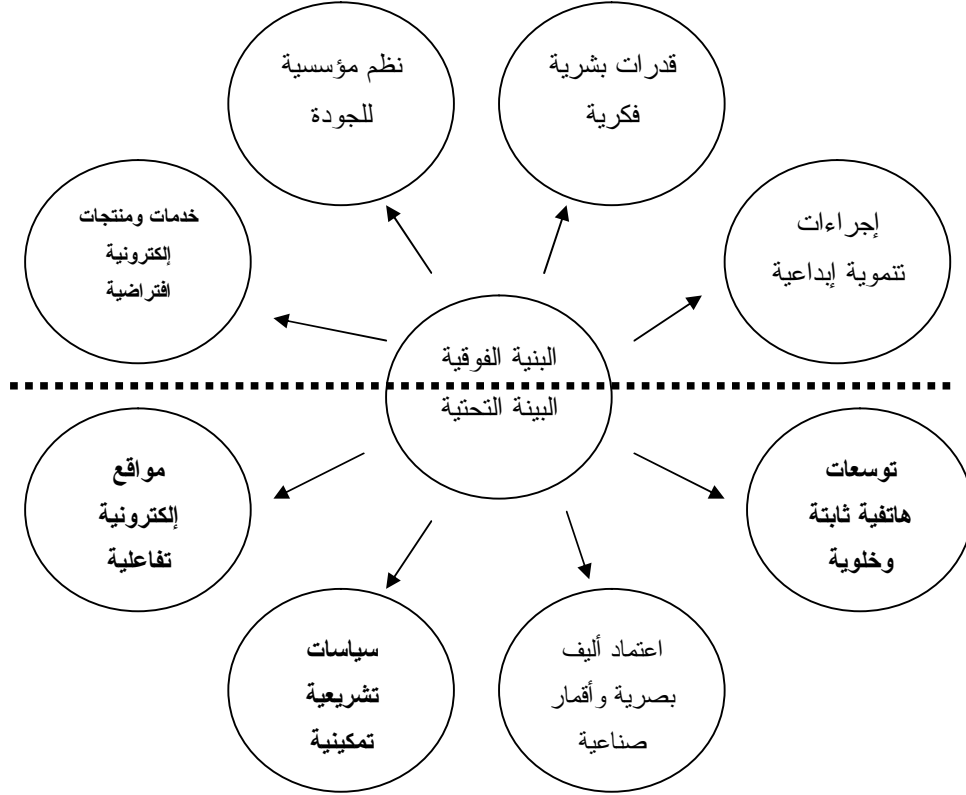 قدرات بشرية
فكرية
نظم مؤسسية
للجودة
إجراءات
تنموية إبداعية
خدمات ومنتجات
إلكترونية
افتراضية
البنية الفوقية
البينة التحتية
توسعات
هاتفية ثابتة
وخلوية
مواقع
إلكترونية
تفاعلية
اعتماد أليف
بصرية وأقمار
صناعية
سياسات
تشريعية
تمكينية